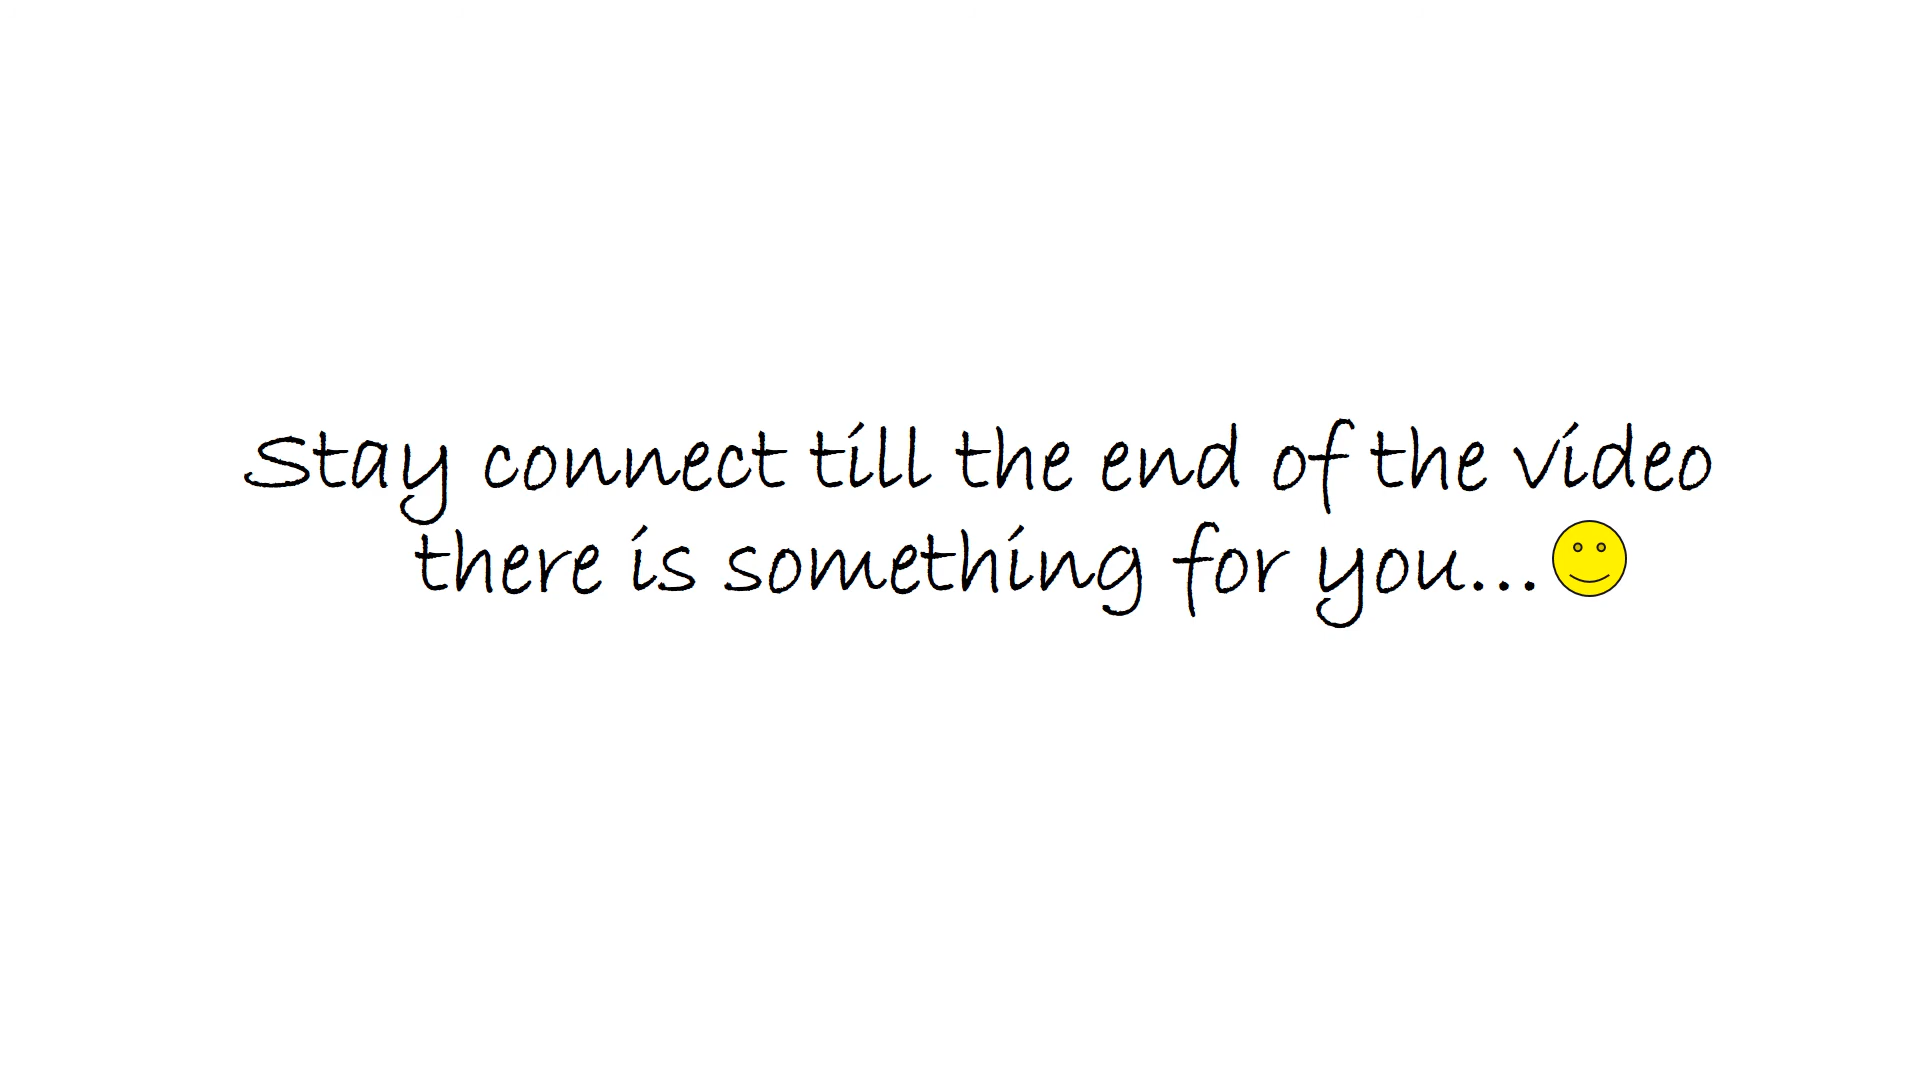 Stay connect till the end of the video
there is something for you...